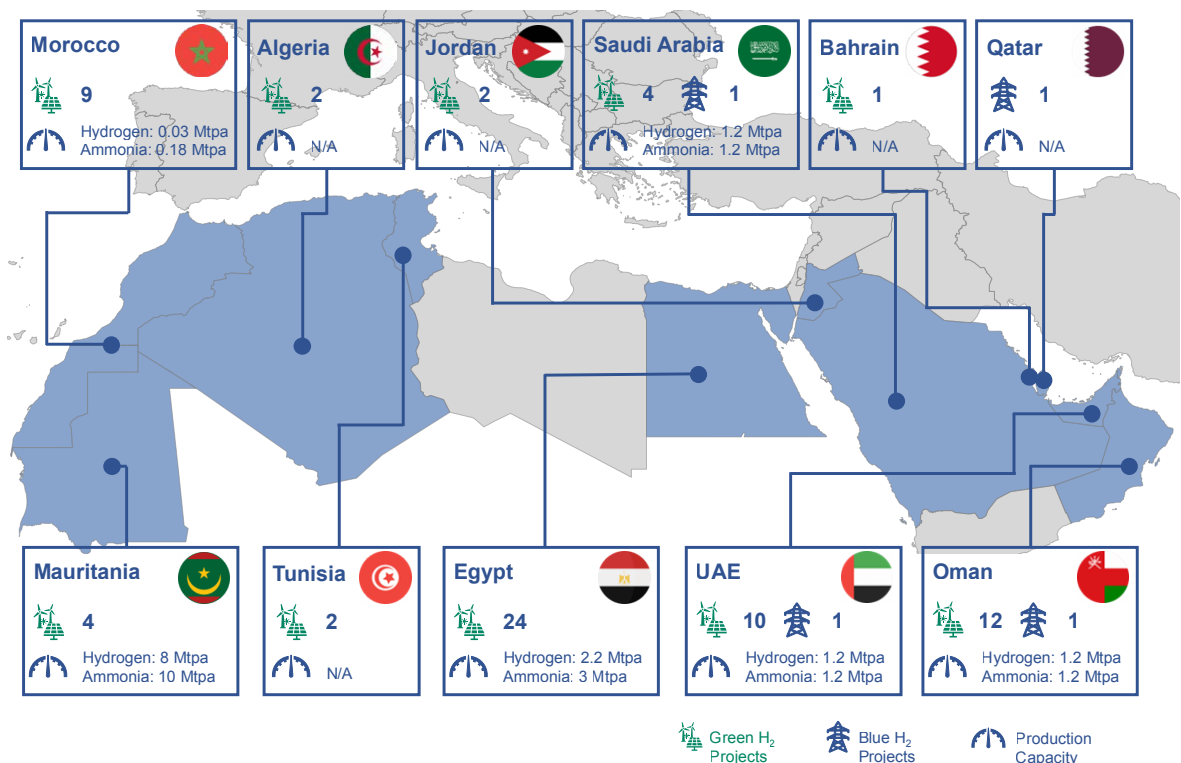 Morocco
9
Hydrogen: 0.03 Mtpa
Ammonia: 0.18 Mtpa
Algeria
2
N/A
Jordan
2
N/A
Saudi Arabia
4 1
Hydrogen: 1.2 Mtpa
Ammonia: 1.2 Mtpa
Bahrain
1
N/A
Qatar
1
N/A
Mauritania
4
Hydrogen: 8 Mtpa
Ammonia: 10 Mtpa
Tunisia
2
N/A
Egypt
24
Hydrogen: 2.2 Mtpa
Ammonia: 3 Mtpa
UAE
10 1
Hydrogen: 1.2 Mtpa
Ammonia: 1.2 Mtpa
Oman
12 1
Hydrogen: 1.2 Mtpa
Ammonia: 1.2 Mtpa
Green H₂
Projects
Blue H₂
Projects
Production
Capacity